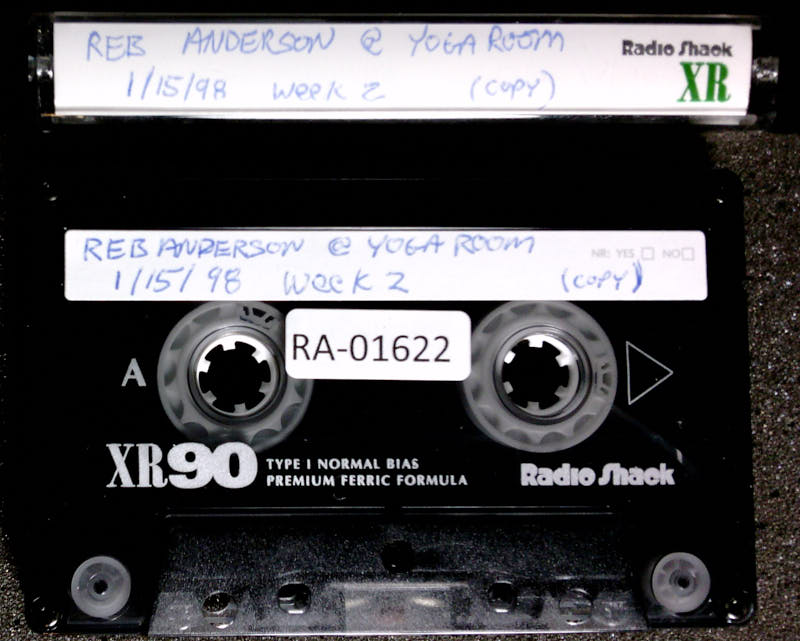 REB ANDERSON @ YOGA ROOM
Radio Shack
1/15/98 Week 2 (COPY)
XR
REB ANDERSON @ YOGA ROOM
NR: YES □ NO □
1/15/98 Week 2 (COPY)
RA-01622
A
XR90
TYPE I NORMAL BIAS
PREMIUM FERRIC FORMULA
Radio Shack